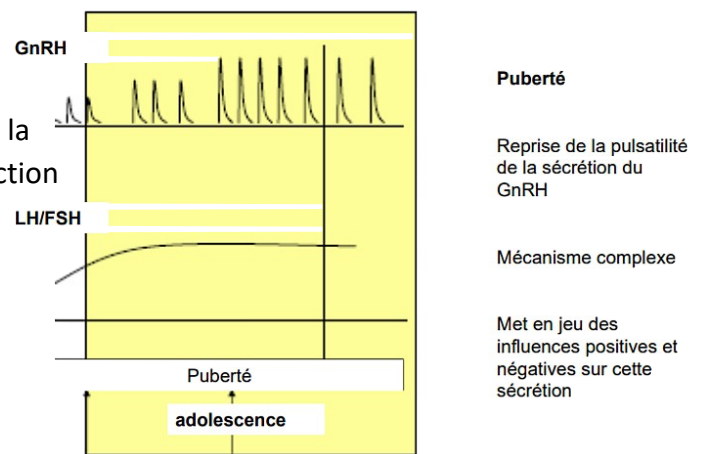 GnRH
la
ction
LH/FSH
Puberté
adolescence
Puberté
Reprise de la pulsatilité
de la sécrétion du
GnRH
Mécanisme complexe
Met en jeu des
influences positives et
négatives sur cette
sécrétion